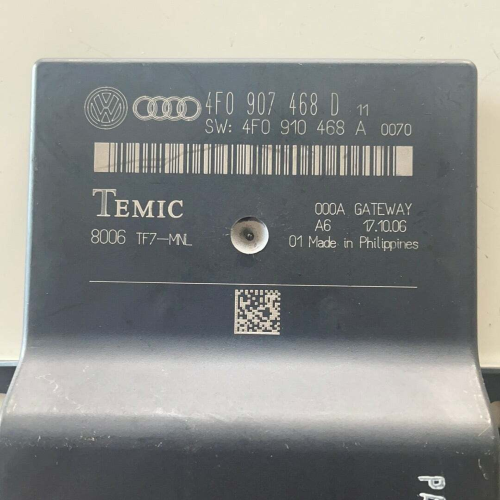 4F0 907 468 D 11
SW: 4F0 910 468 A 0070
TEMIC
8006 TF7-MNL
000A GATEWAY
A6 17.10.06
01 Made in Philippines